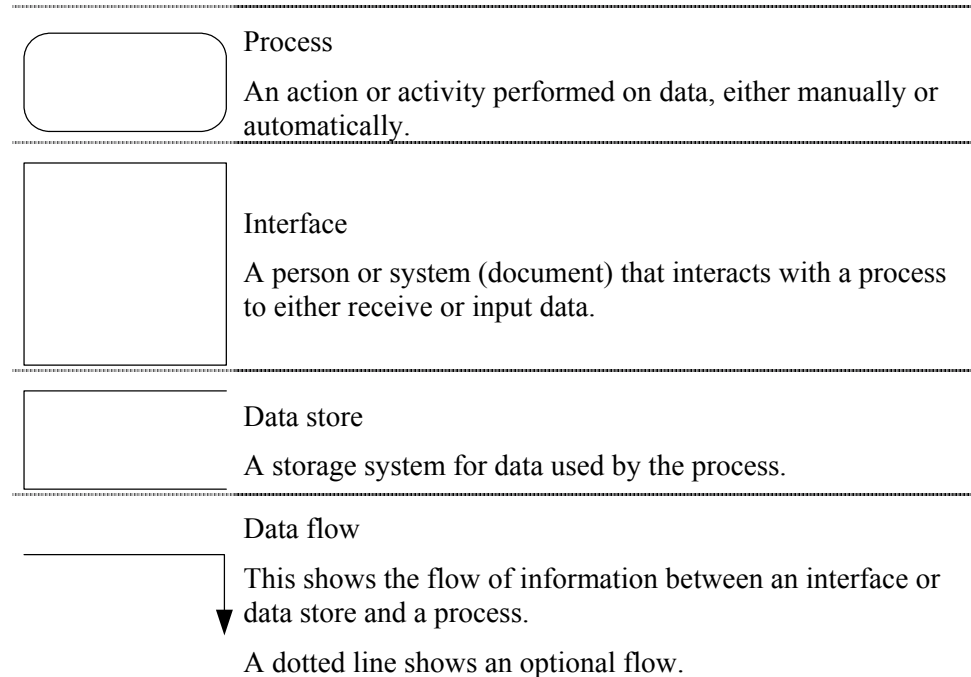 Process
An action or activity performed on data, either manually or
automatically.
Interface
A person or system (document) that interacts with a process
to either receive or input data.
Data store
A storage system for data used by the process.
Data flow
This shows the flow of information between an interface or
data store and a process.
A dotted line shows an optional flow.